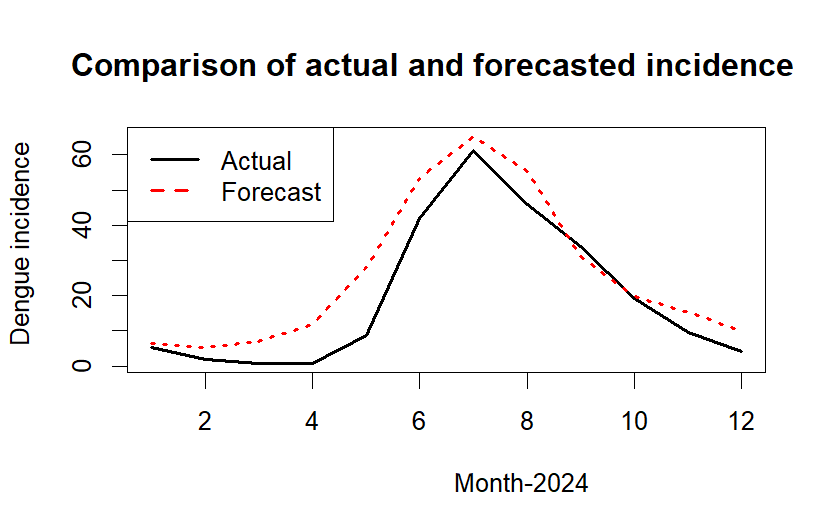 Comparison of actual and forecasted incidence
Actual
Forecast
Dengue incidence
60
40
20
0
2 4 6 8 10 12
Month-2024